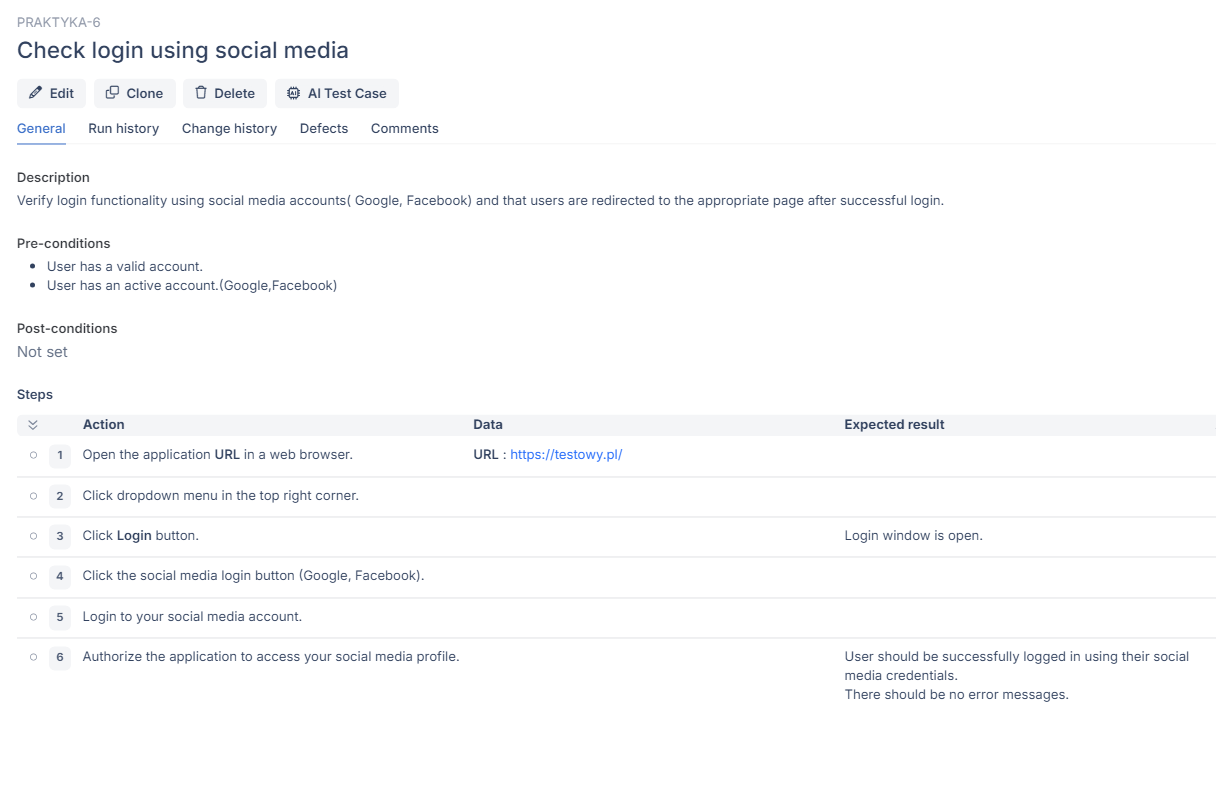 PRAKTYKA-6
Check login using social media
Edit Clone Delete AI Test Case
General Run history Change history Defects Comments
Description
Verify login functionality using social media accounts( Google, Facebook) and that users are redirected to the appropriate page after successful login.
Pre-conditions
User has a valid account.
User has an active account.(Google,Facebook)
Post-conditions
Not set
Steps
Action Data Expected result
1 Open the application URL in a web browser. URL : https://testowy.pl/
2 Click dropdown menu in the top right corner.
3 Click Login button. Login window is open.
4 Click the social media login button (Google, Facebook).
5 Login to your social media account.
6 Authorize the application to access your social media profile. User should be successfully logged in using their social
media credentials.
There should be no error messages.